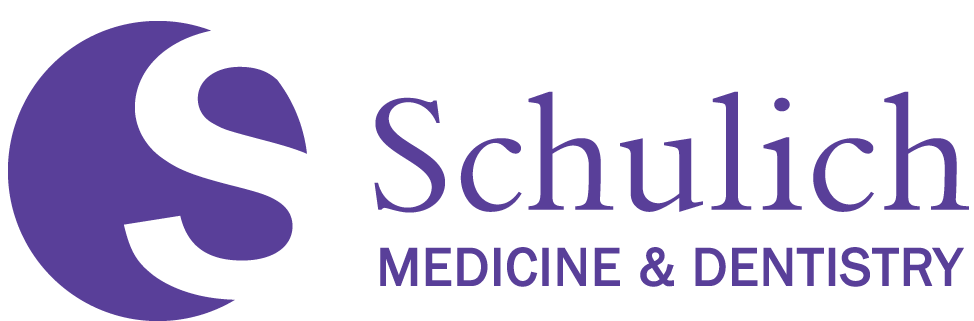 S
Schulich
MEDICINE & DENTISTRY